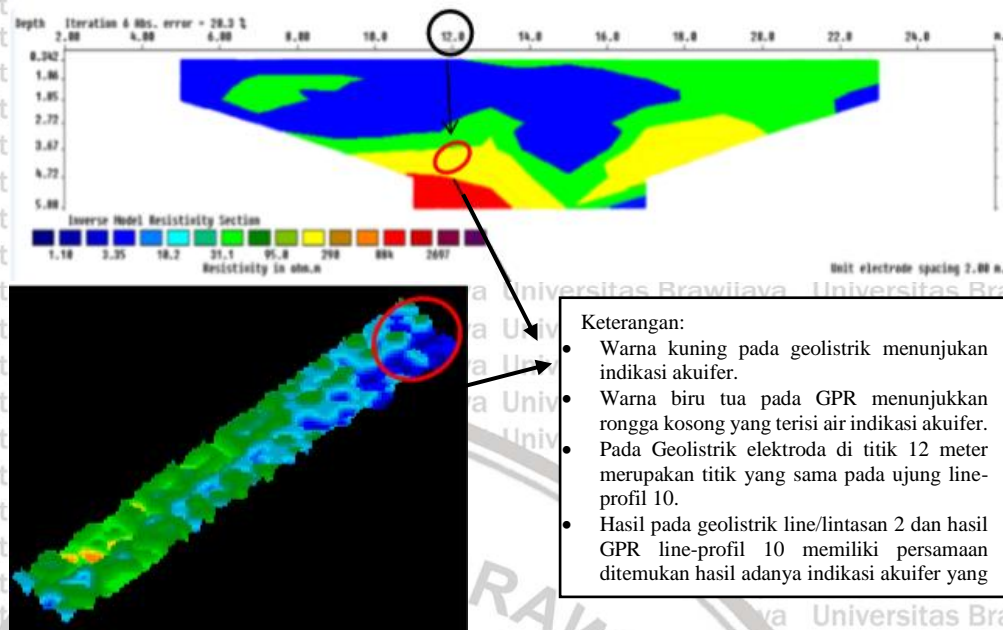 Depth Iteration 6 Abs. error = 20.3 %
2.00 4.00 6.00 8.00 10.0 12.0 14.0 16.0 18.0 20.0 22.0 24.0 m.
0.342
1.06
1.85
2.72
3.67
4.72
5.88
Inverse Model Resistivity Section
1.10 3.35 10.2 31.1 95.0 290 884 2697
Resistivity in ohm.m
Unit electrode spacing 2.00 m.
Keterangan:
• Warna kuning pada geolistrik menunjukan
indikasi akuifer.
• Warna biru tua pada GPR menunjukkan
rongga kosong yang terisi air indikasi akuifer.
• Pada Geolistrik elektroda di titik 12 meter
merupakan titik yang sama pada ujung line-
profil 10.
• Hasil pada geolistrik line/lintasan 2 dan hasil
GPR line-profil 10 memiliki persamaan
ditemukan hasil adanya indikasi akuifer yang
Universitas Brawijaya Universitas Bra
Universitas Bra